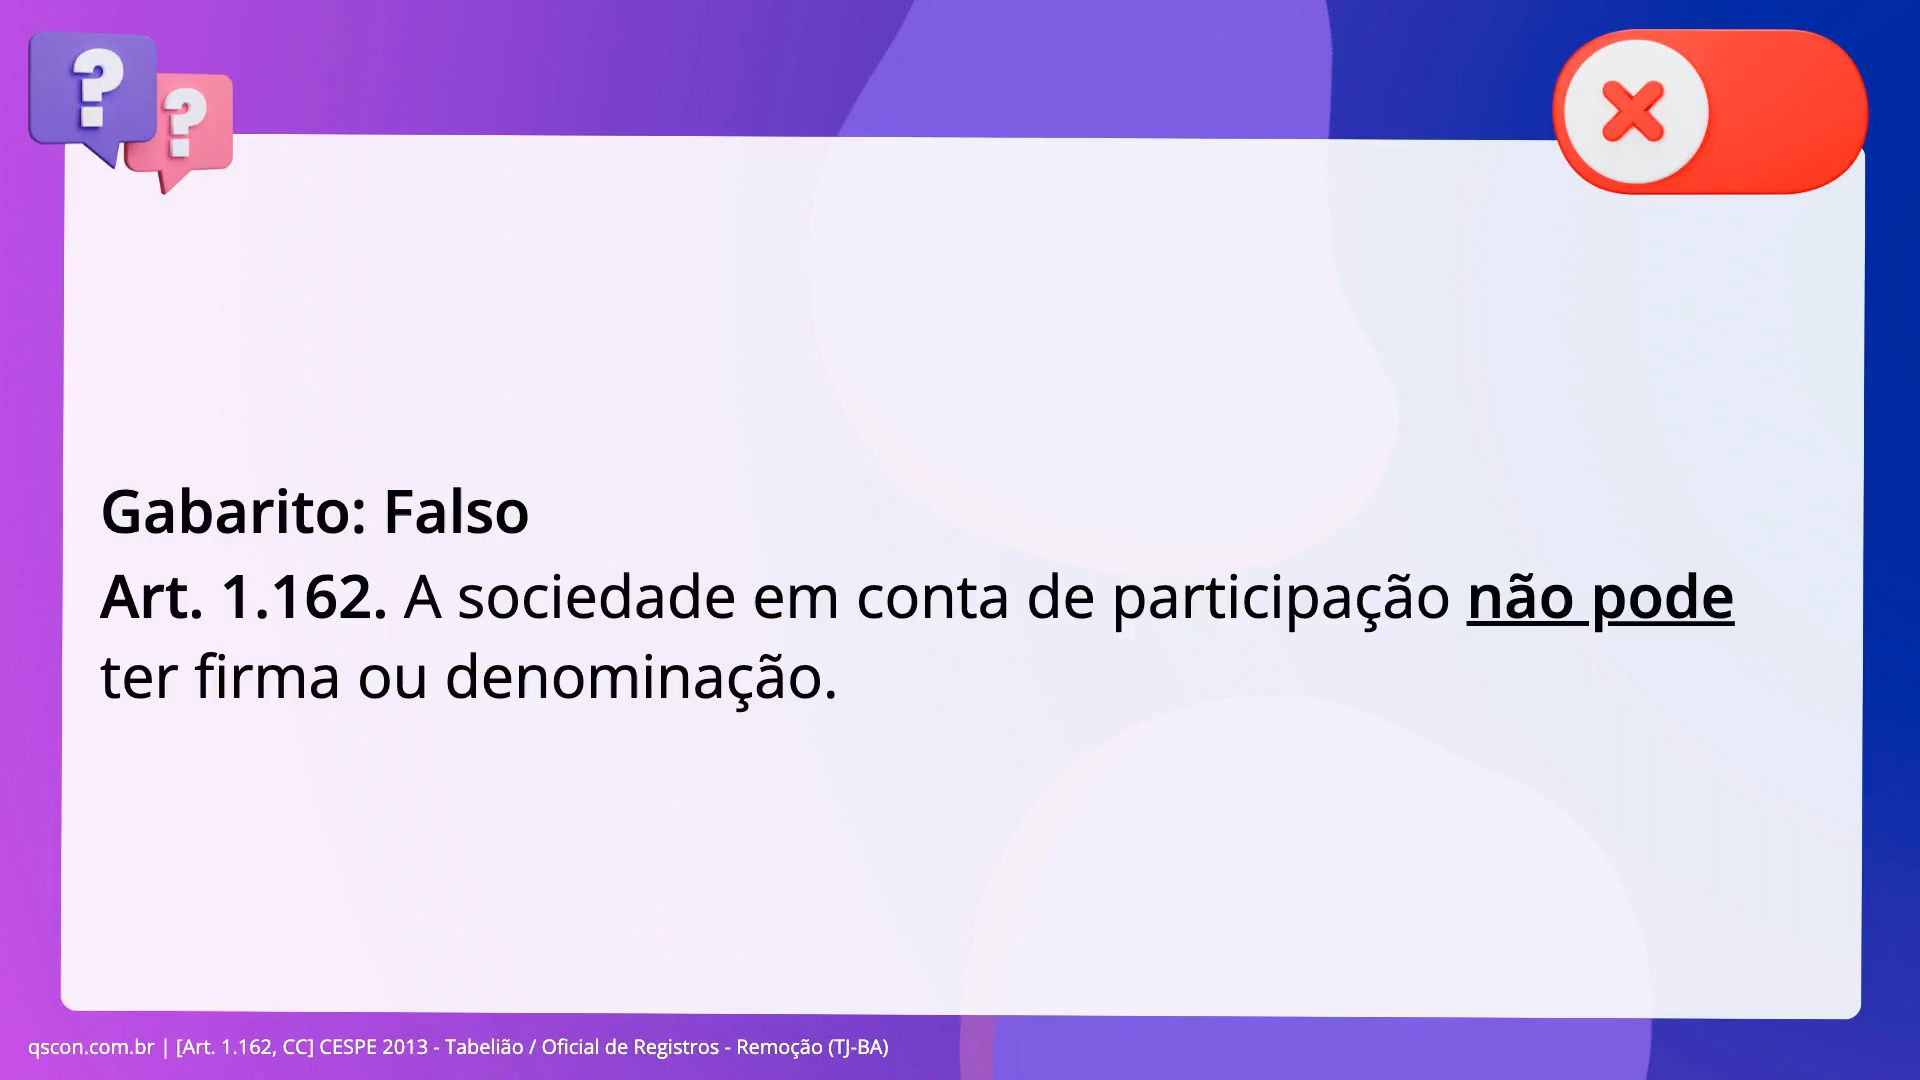 Gabarito: Falso
Art. 1.162. A sociedade em conta de participação não pode
ter firma ou denominação.
qscon.com.br | [Art. 1.162, CC] CESPE 2013 - Tabelião / Oficial de Registros - Remoção (TJ-BA)